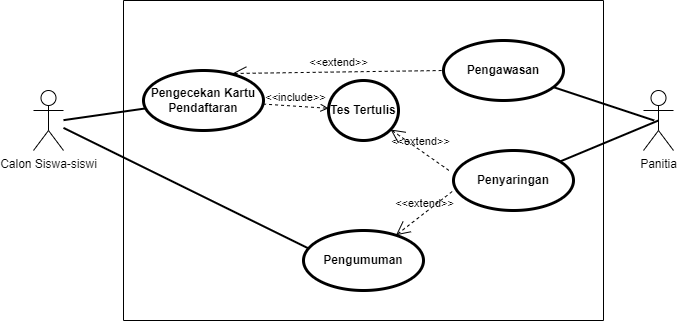 <<extend>>
Pengawasan
Pengecekan Kartu
Pendaftaran
<<include>>
Tes Tertulis
<<extend>>
Calon Siswa-siswi
Panitia
Penyaringan
<<extend>>
Pengumuman